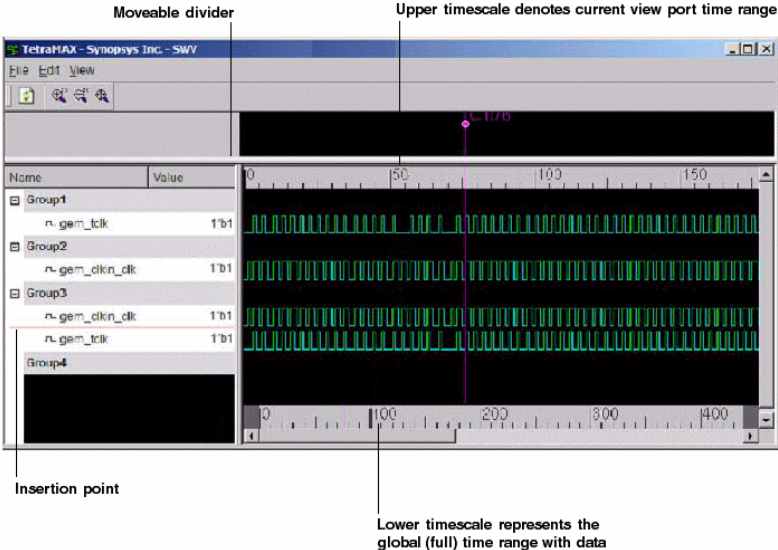 Moveable divider
Upper timescale denotes current view port time range
TetraMAX - Synopsys Inc. - SWV
File Edit View
C1:76
Name Value
0 50 100 150
Group1
gem_tclk 1'b1
Group2
gem_clkin_clk 1'b1
Group3
gem_clkin_clk 1'b1
gem_tclk 1'b1
Group4
0 100 200 300 400
Insertion point
Lower timescale represents the
global (full) time range with data